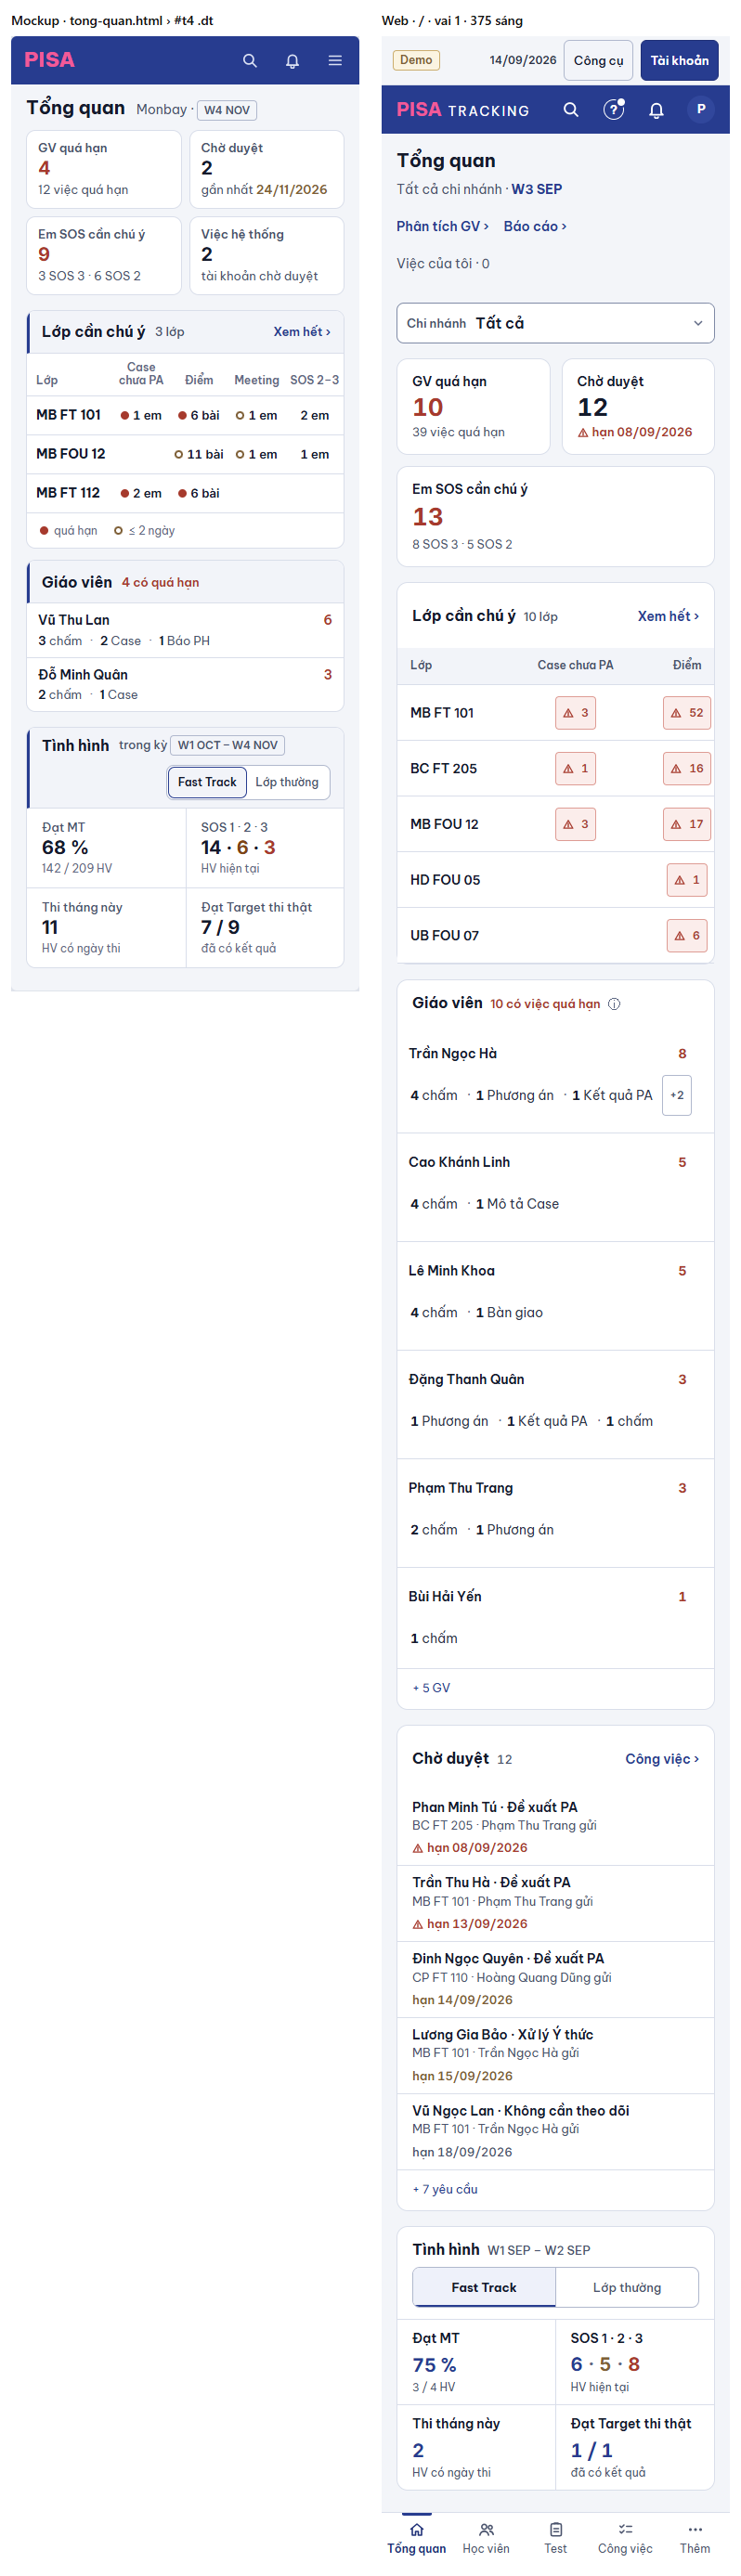 Mockup · tong-quan.html › #t4 .dt
PISA
Tổng quan Monbay · W4 NOV
GV quá hạn
4
12 việc quá hạn
Chờ duyệt
2
gần nhất 24/11/2026
Em SOS cần chú ý
9
3 SOS 3 · 6 SOS 2
Việc hệ thống
2
tài khoản chờ duyệt
Lớp cần chú ý 3 lớp Xem hết ›
Lớp Case chưa PA Điểm Meeting SOS 2–3
MB FT 101 1 em 6 bài 1 em 2 em
MB FOU 12 11 bài 1 em 1 em
MB FT 112 2 em 6 bài
quá hạn ≤ 2 ngày
Giáo viên 4 có quá hạn
Vũ Thu Lan 6
3 chấm · 2 Case · 1 Báo PH
Đỗ Minh Quân 3
2 chấm · 1 Case
Tình hình trong kỳ W1 OCT – W4 NOV
Fast Track Lớp thường
Đạt MT
68 %
142 / 209 HV
SOS 1 · 2 · 3
14 · 6 · 3
HV hiện tại
Thi tháng này
11
HV có ngày thi
Đạt Target thi thật
7 / 9
đã có kết quả
Web · / · vai 1 · 375 sáng
Demo 14/09/2026 Công cụ Tài khoản
PISA TRACKING ? P
Tổng quan
Tất cả chi nhánh · W3 SEP
Phân tích GV › Báo cáo ›
Việc của tôi · 0
Chi nhánh Tất cả
GV quá hạn
10
39 việc quá hạn
Chờ duyệt
12
hạn 08/09/2026
Em SOS cần chú ý
13
8 SOS 3 · 5 SOS 2
Lớp cần chú ý 10 lớp Xem hết ›
Lớp Case chưa PA Điểm
MB FT 101 3 52
BC FT 205 1 16
MB FOU 12 3 17
HD FOU 05 1
UB FOU 07 6
Giáo viên 10 có việc quá hạn
Trần Ngọc Hà 8
4 chấm · 1 Phương án · 1 Kết quả PA +2
Cao Khánh Linh 5
4 chấm · 1 Mô tả Case
Lê Minh Khoa 5
4 chấm · 1 Bàn giao
Đặng Thanh Quân 3
1 Phương án · 1 Kết quả PA · 1 chấm
Phạm Thu Trang 3
2 chấm · 1 Phương án
Bùi Hải Yến 1
1 chấm
+ 5 GV
Chờ duyệt 12 Công việc ›
Phan Minh Tú · Đề xuất PA
BC FT 205 · Phạm Thu Trang gửi
hạn 08/09/2026
Trần Thu Hà · Đề xuất PA
MB FT 101 · Phạm Thu Trang gửi
hạn 13/09/2026
Đinh Ngọc Quyên · Đề xuất PA
CP FT 110 · Hoàng Quang Dũng gửi
hạn 14/09/2026
Lương Gia Bảo · Xử lý Ý thức
MB FT 101 · Trần Ngọc Hà gửi
hạn 15/09/2026
Vũ Ngọc Lan · Không cần theo dõi
MB FT 101 · Trần Ngọc Hà gửi
hạn 18/09/2026
+ 7 yêu cầu
Tình hình W1 SEP – W2 SEP
Fast Track Lớp thường
Đạt MT
75 %
3 / 4 HV
SOS 1 · 2 · 3
6 · 5 · 8
HV hiện tại
Thi tháng này
2
HV có ngày thi
Đạt Target thi thật
1 / 1
đã có kết quả
Tổng quan Học viên Test Công việc Thêm